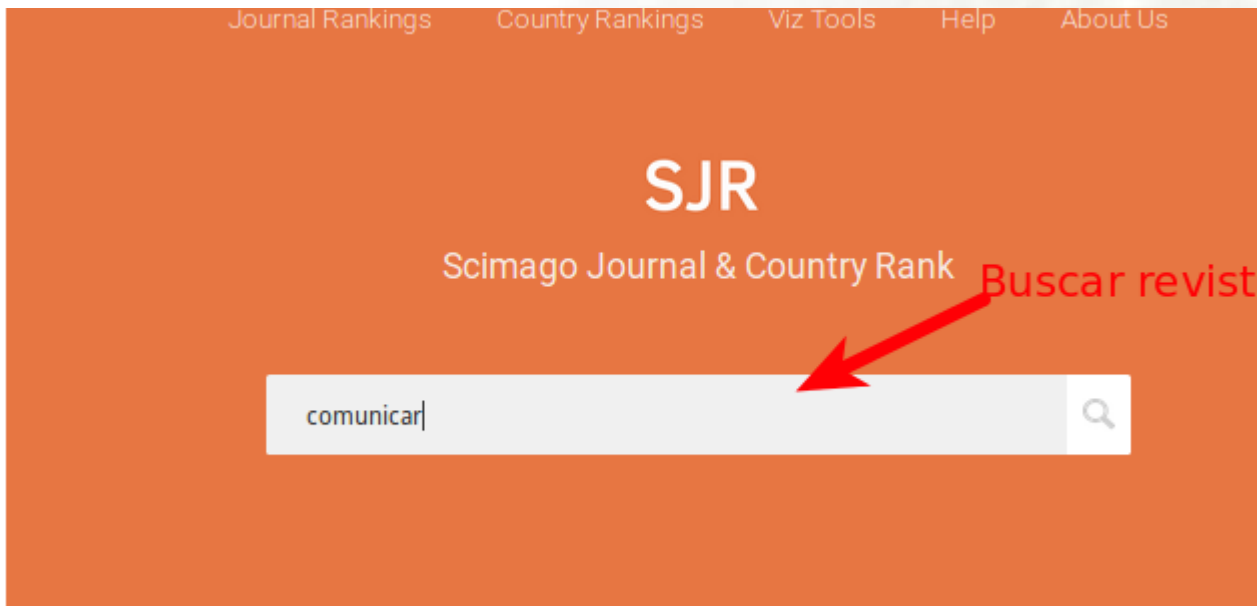 Journal Rankings Country Rankings Viz Tools Help About Us
SJR
Scimago Journal & Country Rank
Buscar revist
comunicar